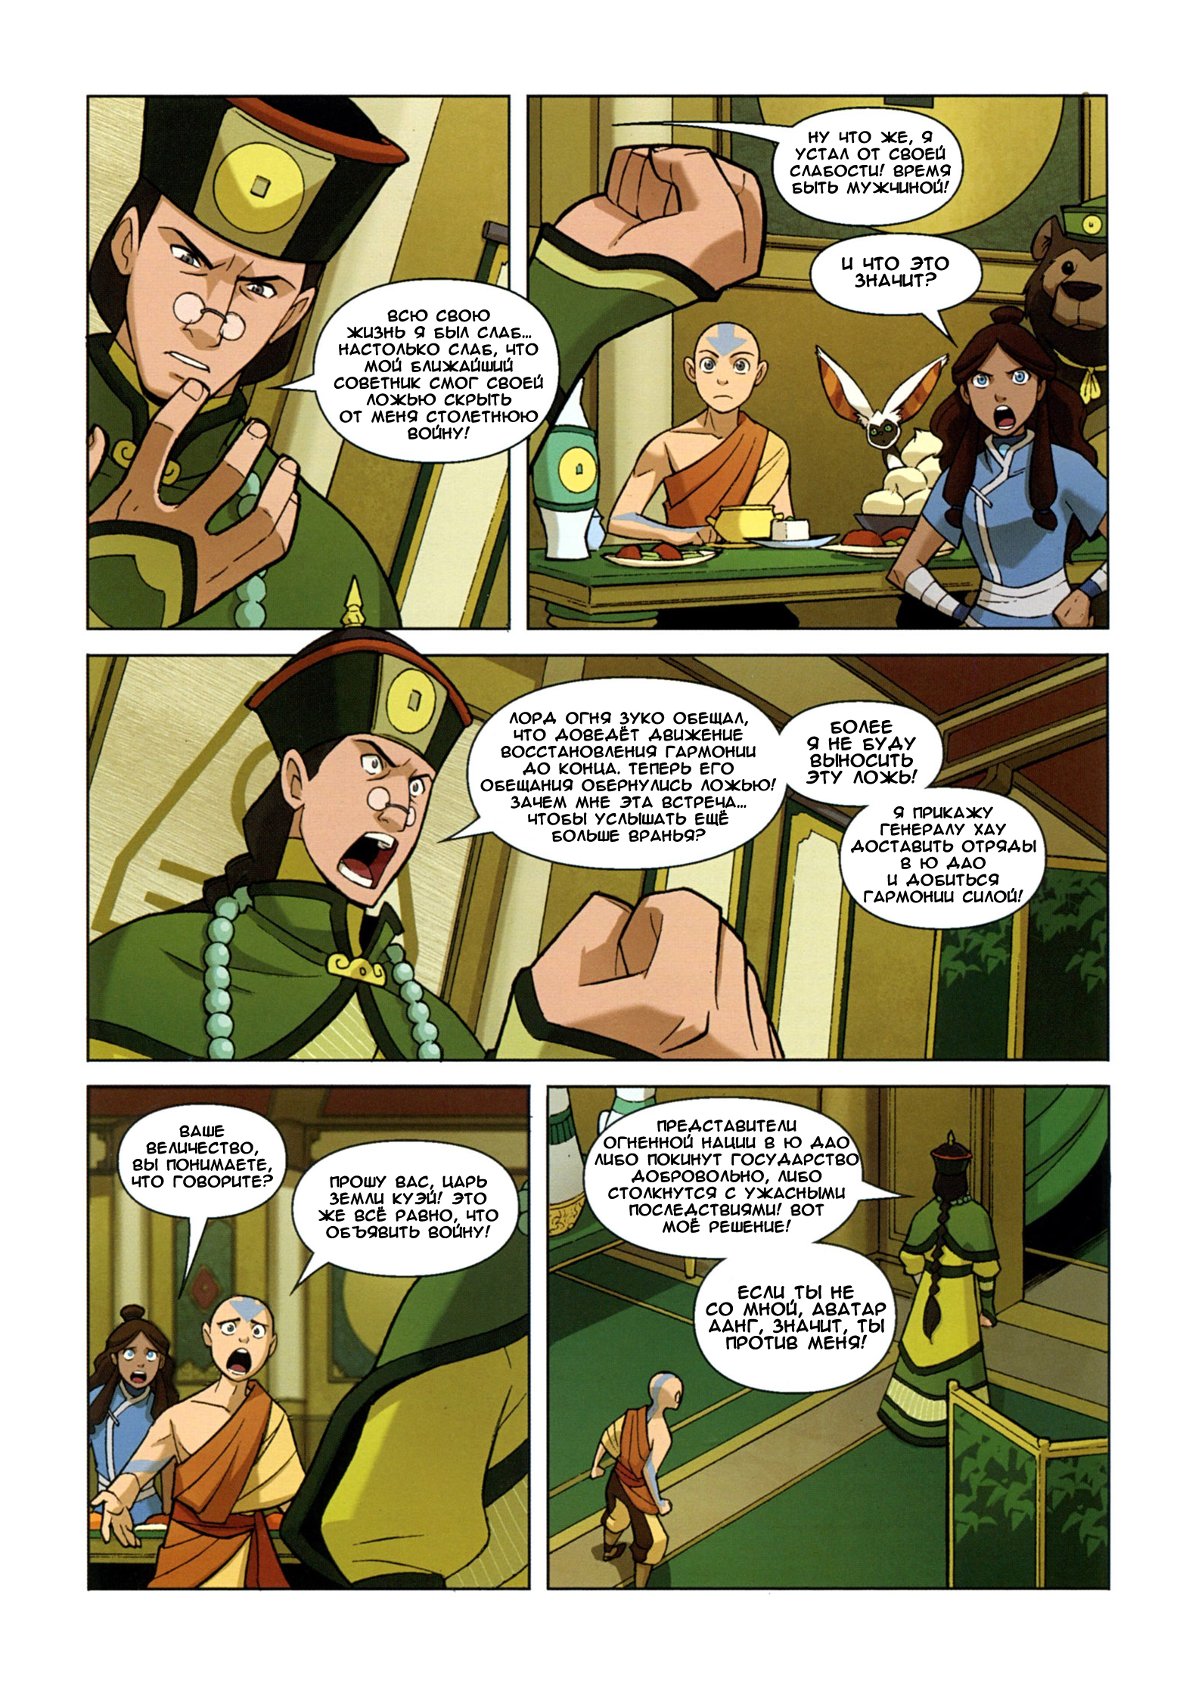 ВСЮ СВОЮ
ЖИЗНЬ Я БЫЛ СЛАБ...
НАСТОЛЬКО СЛАБ, ЧТО
МОЙ БЛИЖАЙШИЙ
СОВЕТНИК СМОГ СВОЕЙ
ЛОЖЬЮ СКРЫТЬ
ОТ МЕНЯ СТОЛЕТНЮЮ
ВОЙНУ!
НУ ЧТО ЖЕ, Я
УСТАЛ ОТ СВОЕЙ
СЛАБОСТИ! ВРЕМЯ
БЫТЬ МУЖЧИНОЙ!
И ЧТО ЭТО
ЗНАЧИТ?
ЛОРД ОГНЯ ЗУКО ОБЕЩАЛ,
ЧТО ДОВЕДЁТ ДВИЖЕНИЕ
ВОССТАНОВЛЕНИЯ ГАРМОНИИ
ДО КОНЦА. ТЕПЕРЬ ЕГО
ОБЕЩАНИЯ ОБЕРНУЛИСЬ ЛОЖЬЮ!
ЗАЧЕМ МНЕ ЭТА ВСТРЕЧА...
ЧТОБЫ УСЛЫШАТЬ ЕЩЁ
БОЛЬШЕ ВРАНЬЯ?
БОЛЕЕ
Я НЕ БУДУ
ВЫНОСИТЬ
ЭТУ ЛОЖЬ!
Я ПРИКАЖУ
ГЕНЕРАЛУ ХАУ
ДОСТАВИТЬ ОТРЯДЫ
В Ю ДАО
И ДОБИТЬСЯ
ГАРМОНИИ СИЛОЙ!
ВАШЕ
ВЕЛИЧЕСТВО,
ВЫ ПОНИМАЕТЕ,
ЧТО ГОВОРИТЕ?
ПРОШУ ВАС, ЦАРЬ
ЗЕМЛИ КУЭЙ! ЭТО
ЖЕ ВСЁ РАВНО, ЧТО
ОБЪЯВИТЬ ВОЙНУ!
ПРЕДСТАВИТЕЛИ
ОГНЕННОЙ НАЦИИ В Ю ДАО
ЛИБО ПОКИНУТ ГОСУДАРСТВО
ДОБРОВОЛЬНО, ЛИБО
СТОЛКНУТСЯ С УЖАСНЫМИ
ПОСЛЕДСТВИЯМИ! ВОТ
МОЁ РЕШЕНИЕ!
ЕСЛИ ТЫ НЕ
СО МНОЙ, АВАТАР
ААНГ, ЗНАЧИТ, ТЫ
ПРОТИВ МЕНЯ!